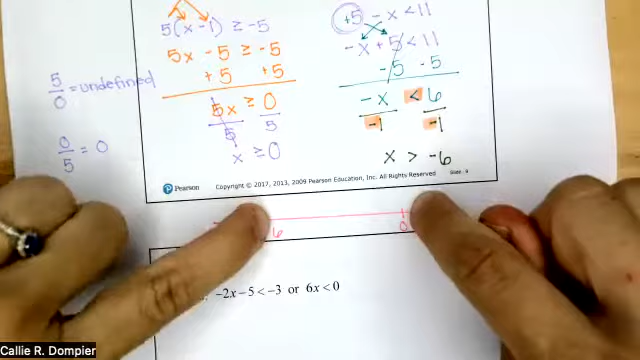 5(x-1) ≥ -5
5x - 5 ≥ -5
+5 +5
5x ≥ 0
5 5
x ≥ 0
5/0 = undefined
0/5 = 0
+5 - x < 11
-x + 5 < 11
-5 -5
-x < 6
-1 -1
x > -6
Pearson
Copyright © 2017, 2013, 2009 Pearson Education, Inc. All Rights Reserved
6 0
-2x - 5 < -3 or 6x < 0
Callie R. Dompier